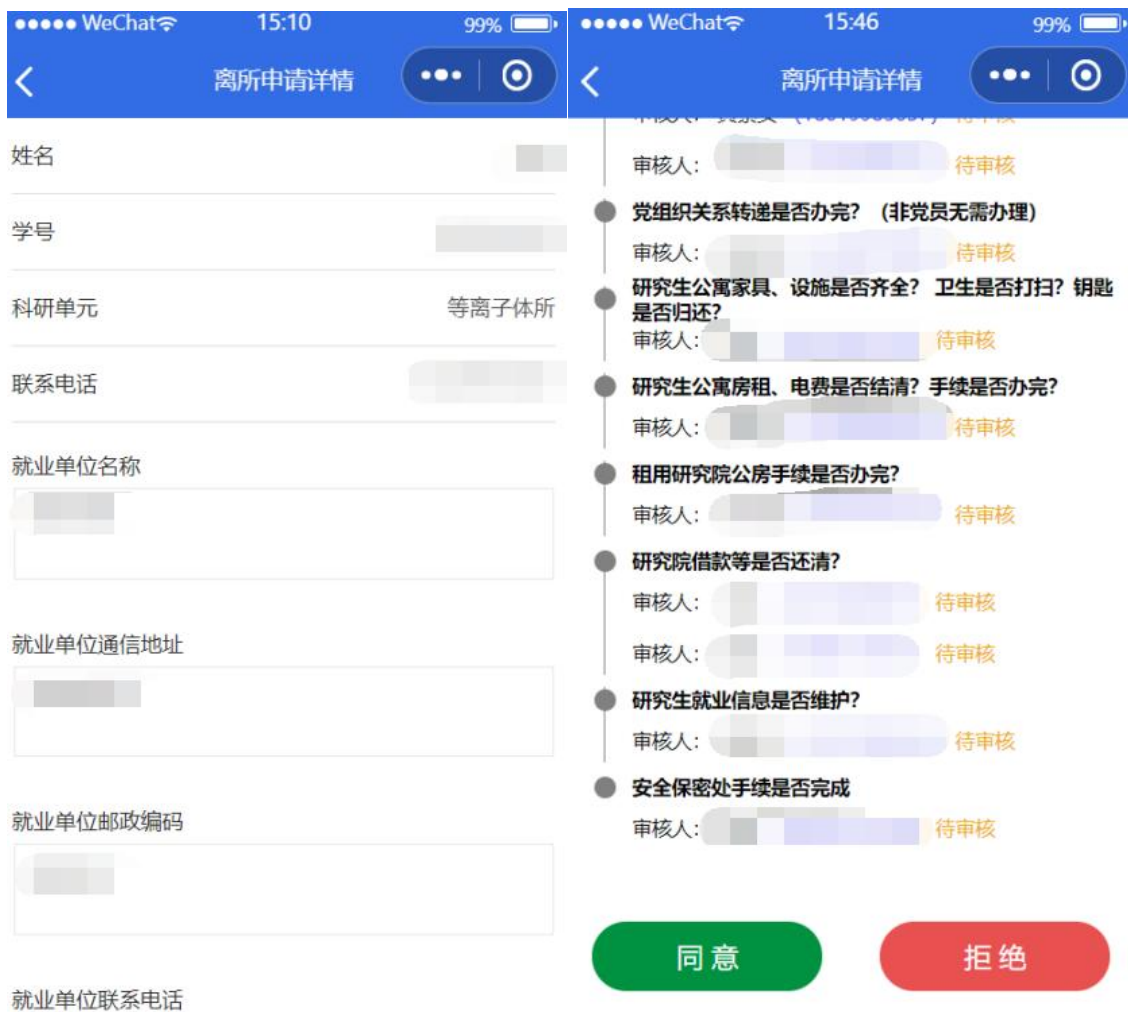 WeChat 15:10 99%
离所申请详情
姓名
学号
科研单元 等离子体所
联系电话
就业单位名称
就业单位通信地址
就业单位邮政编码
就业单位联系电话
WeChat 15:46 99%
离所申请详情
审核人: 待审核
党组织关系转递是否办完？（非党员无需办理）
审核人: 待审核
研究生公寓家具、设施是否齐全？ 卫生是否打扫？钥匙
是否归还？
审核人: 待审核
研究生公寓房租、电费是否结清？手续是否办完？
审核人: 待审核
租用研究院公房手续是否办完？
审核人: 待审核
研究院借款等是否还清？
审核人: 待审核
审核人: 待审核
研究生就业信息是否维护？
审核人: 待审核
安全保密处手续是否完成
审核人: 待审核
同意 拒绝